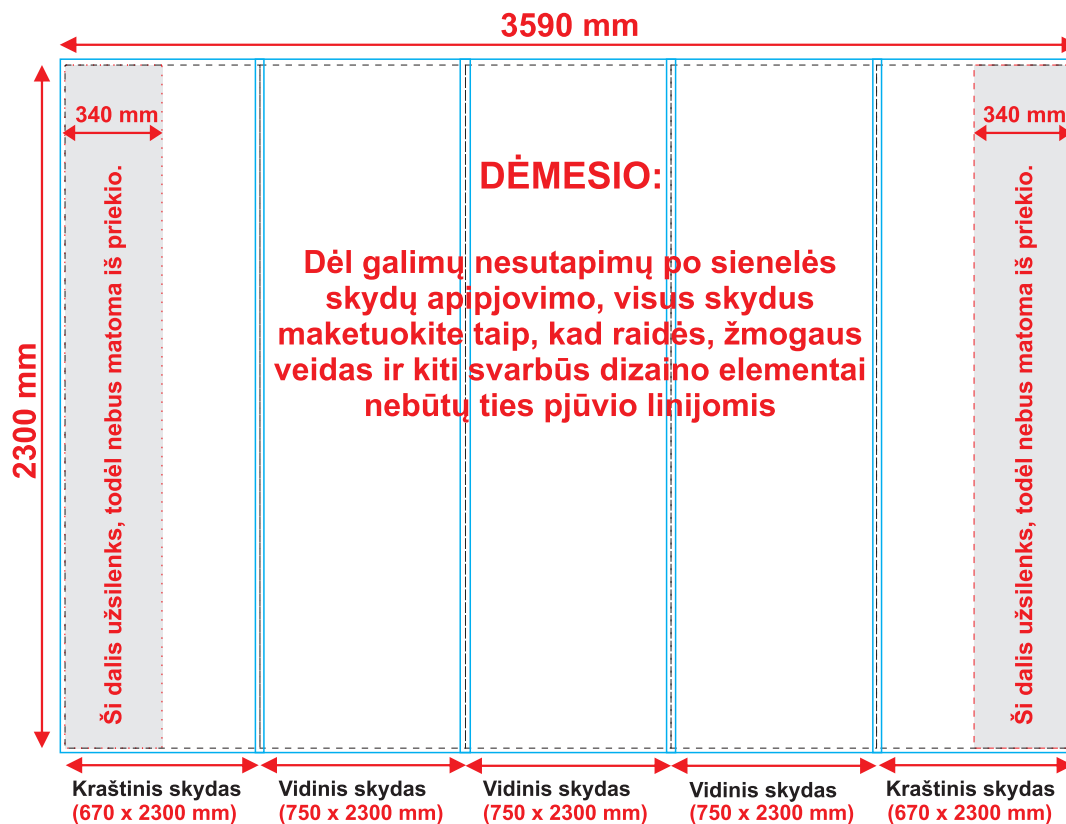 3590 mm
340 mm
340 mm
2300 mm
Ši dalis užsilenks, todėl nebus matoma iš priekio.
DĖMESIO:
Dėl galimų nesutapimų po sienelės
skydų apipjovimo, visus skydus
maketuokite taip, kad raidės, žmogaus
veidas ir kiti svarbūs dizaino elementai
nebūtų ties pjūvio linijomis
Ši dalis užsilenks, todėl nebus matoma iš priekio.
Kraštinis skydas
(670 x 2300 mm)
Vidinis skydas
(750 x 2300 mm)
Vidinis skydas
(750 x 2300 mm)
Vidinis skydas
(750 x 2300 mm)
Kraštinis skydas
(670 x 2300 mm)